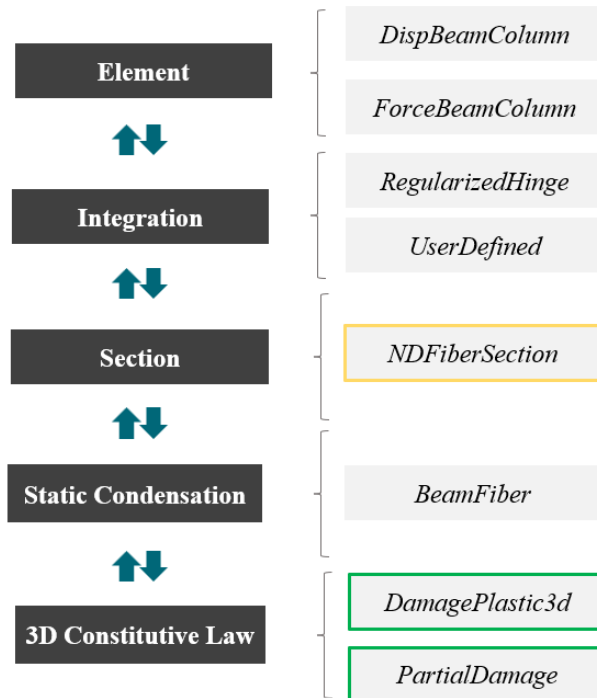 Element
DispBeamColumn
ForceBeamColumn
Integration
RegularizedHinge
UserDefined
Section
NDFiberSection
Static Condensation
BeamFiber
3D Constitutive Law
DamagePlastic3d
PartialDamage